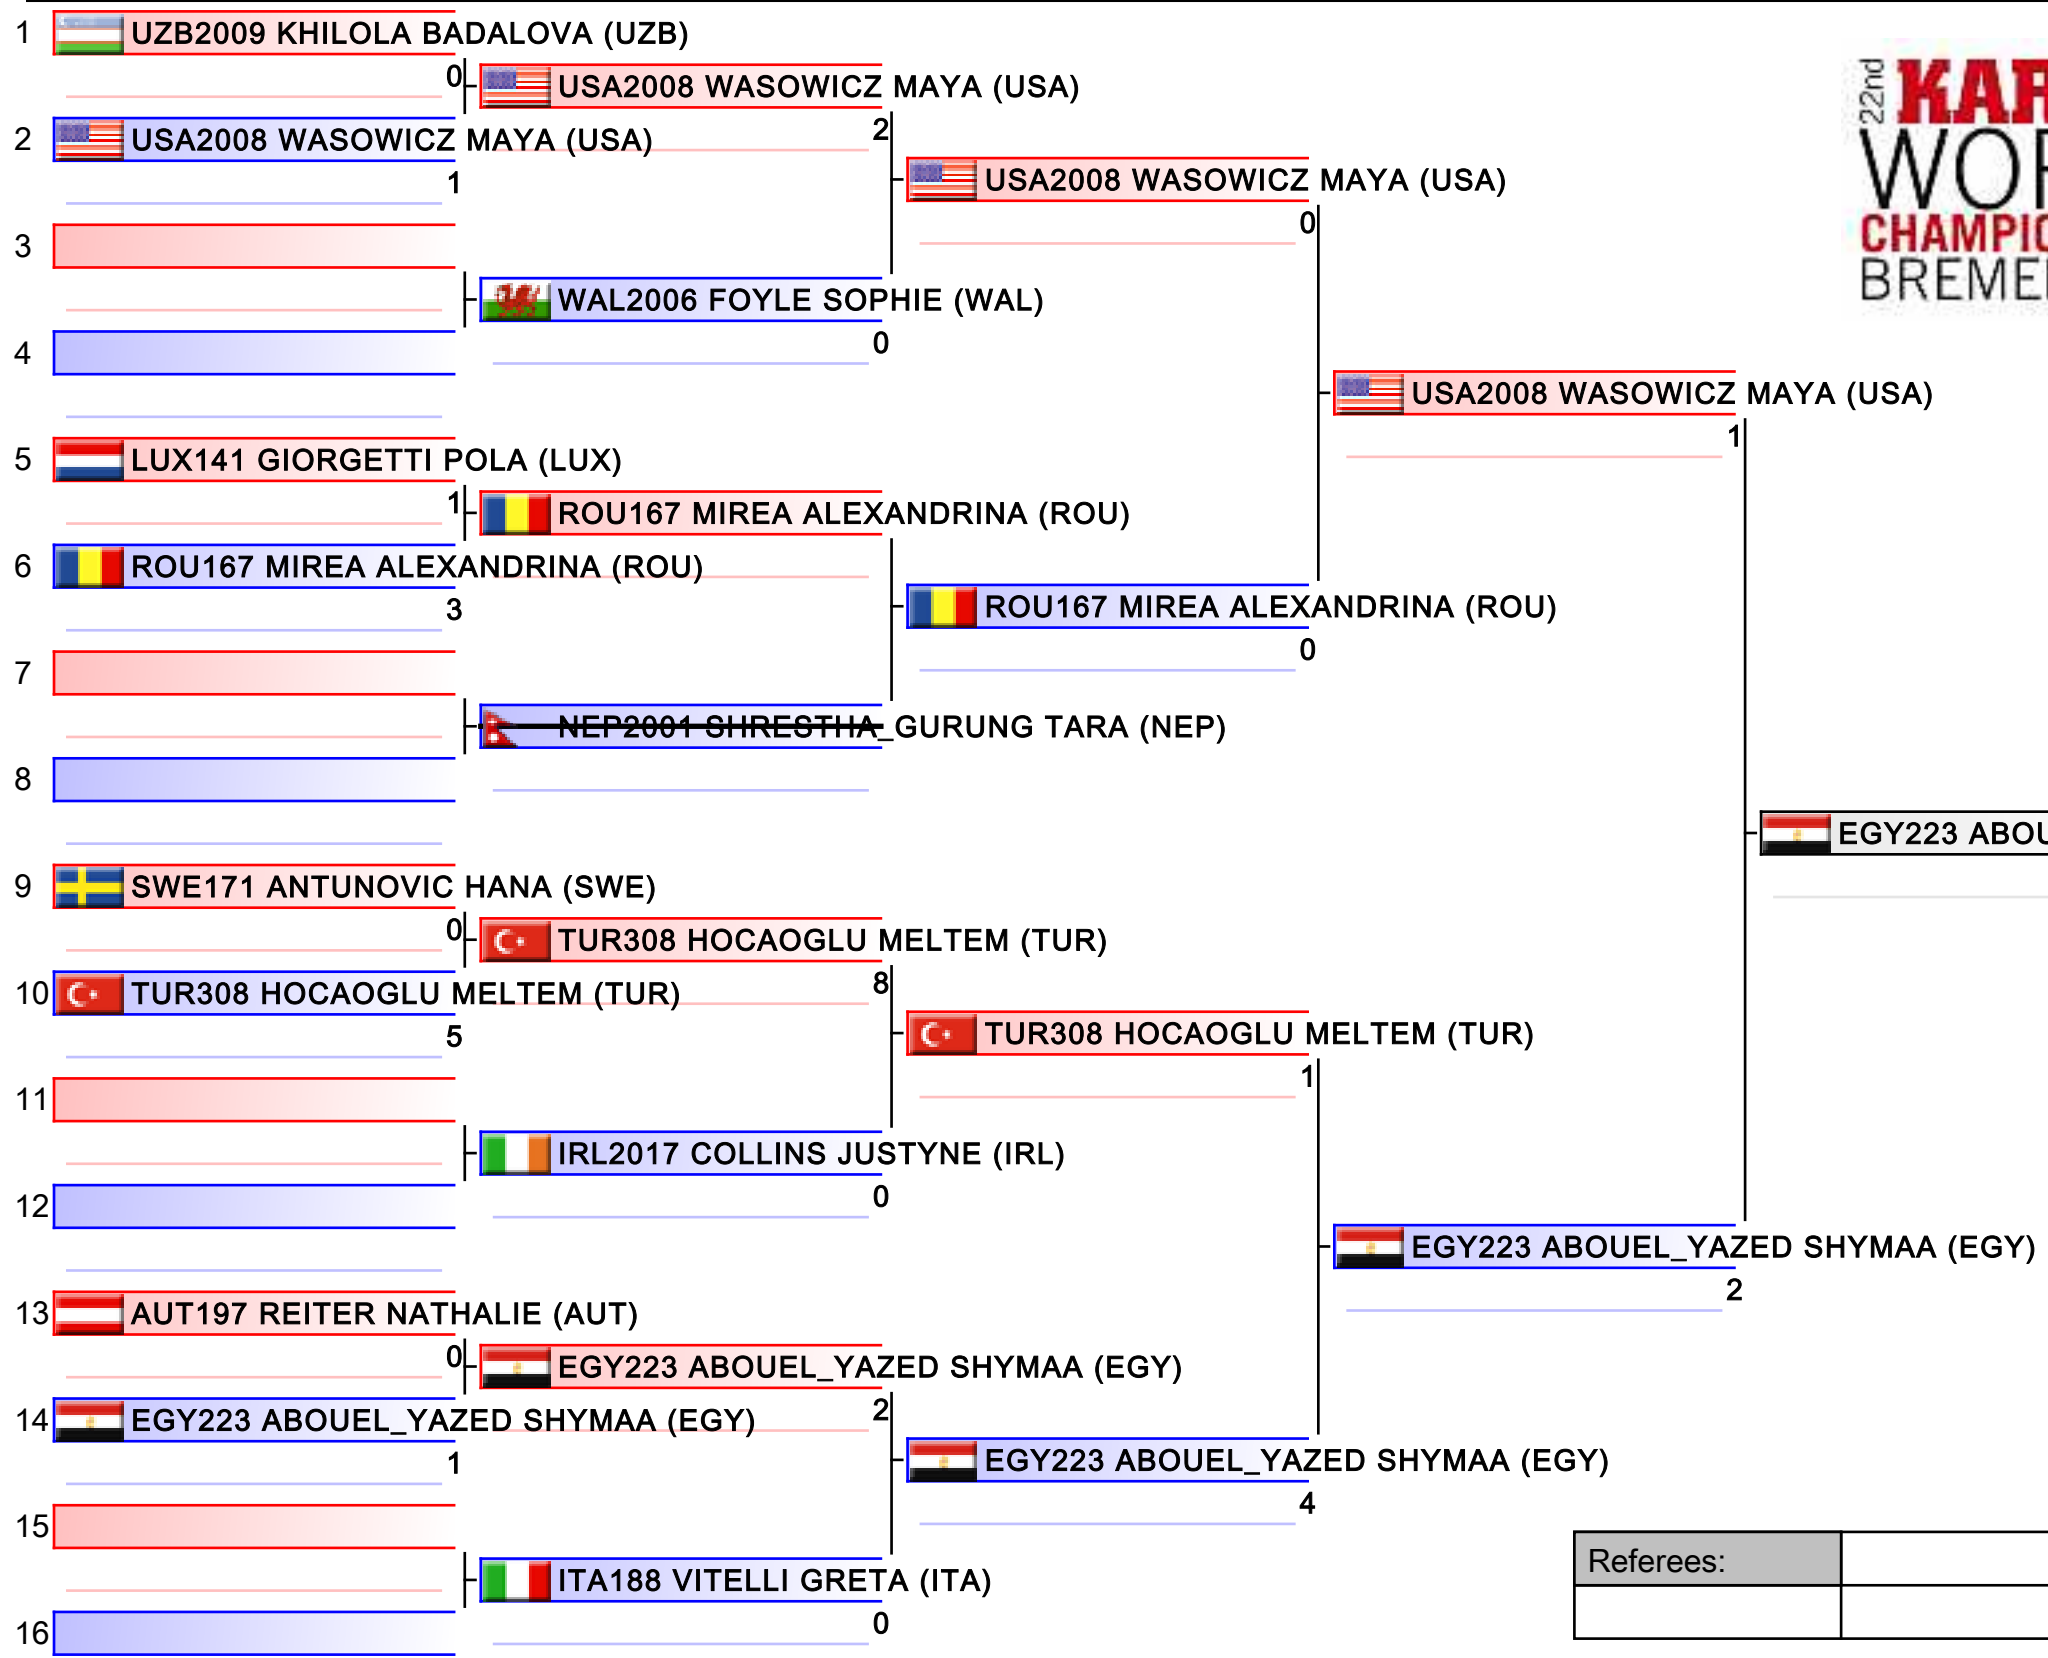 1 UZB2009 KHILOLA BADALOVA (UZB)
0
USA2008 WASOWICZ MAYA (USA)
2
2 USA2008 WASOWICZ MAYA (USA)
1
USA2008 WASOWICZ MAYA (USA)
0
3
WAL2006 FOYLE SOPHIE (WAL)
0
4
USA2008 WASOWICZ MAYA (USA)
1
5 LUX141 GIORGETTI POLA (LUX)
1
ROU167 MIREA ALEXANDRINA (ROU)
6 ROU167 MIREA ALEXANDRINA (ROU)
3
ROU167 MIREA ALEXANDRINA (ROU)
0
7
NEP2001 SHRESTHA_GURUNG TARA (NEP)
8
EGY223 ABOU
9 SWE171 ANTUNOVIC HANA (SWE)
0
TUR308 HOCAOGLU MELTEM (TUR)
8
10 TUR308 HOCAOGLU MELTEM (TUR)
5
TUR308 HOCAOGLU MELTEM (TUR)
1
11
IRL2017 COLLINS JUSTYNE (IRL)
0
12
EGY223 ABOUEL_YAZED SHYMAA (EGY)
2
13 AUT197 REITER NATHALIE (AUT)
0
EGY223 ABOUEL_YAZED SHYMAA (EGY)
2
14 EGY223 ABOUEL_YAZED SHYMAA (EGY)
1
EGY223 ABOUEL_YAZED SHYMAA (EGY)
4
15
ITA188 VITELLI GRETA (ITA)
0
16
22nd
KAR
WOR
CHAMPIO
BREME
Referees: